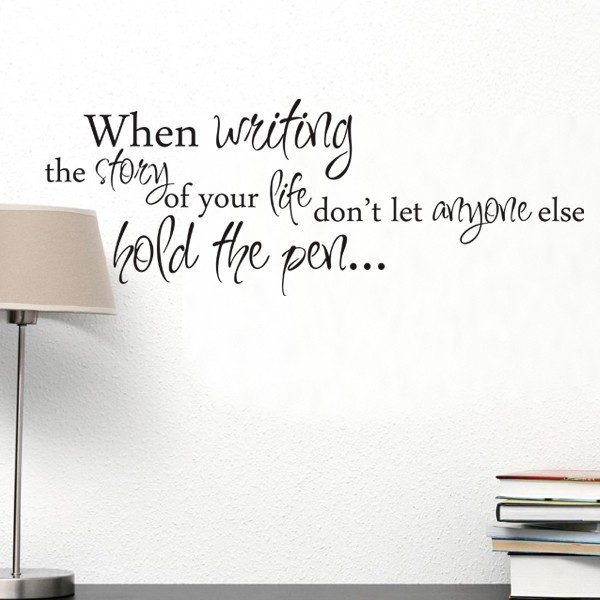 When writing
the story
of your life don't let anyone else
hold the pen...